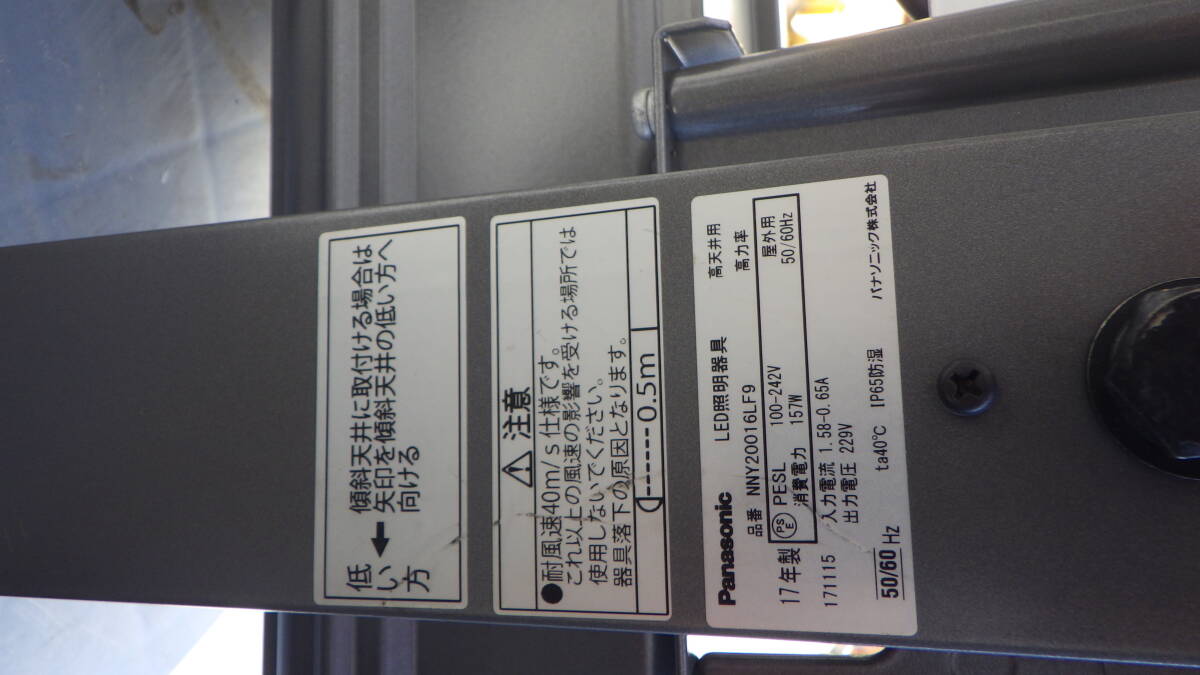 低い方
← 傾斜天井に取付ける場合は
矢印を傾斜天井の低い方へ
向ける
⚠ 注意
●耐風速40m/s 仕様です。
これ以上の風速の影響を受ける場所では
使用しないでください。
器具落下の原因となります。
0.5m
Panasonic LED照明器具 高天井用
品番 NNY20016LF9 高力率
17年製 PSE PESL 100-242V 屋外用
消費電力 157W 50/60Hz
171115 入力電流 1.58-0.65A
出力電圧 229V
50/60 Hz ta40℃ IP65防湿 パナソニック株式会社